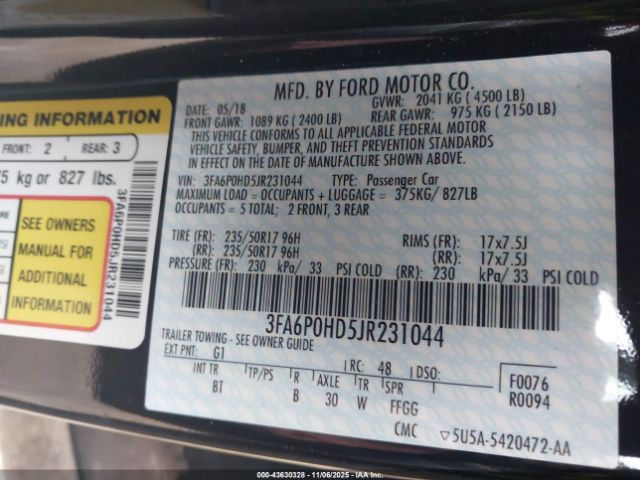 ING INFORMATION
FRONT: 2 REAR: 3
5 kg or 827 lbs.
SEE OWNERS
MANUAL FOR
ADDITIONAL
INFORMATION
3FA6P0HD5JR231044
MFD. BY FORD MOTOR CO.
DATE: 05/18 GVWR: 2041 KG (4500 LB)
FRONT GAWR: 1089 KG (2400 LB) REAR GAWR: 975 KG (2150 LB)
THIS VEHICLE CONFORMS TO ALL APPLICABLE FEDERAL MOTOR
VEHICLE SAFETY, BUMPER, AND THEFT PREVENTION STANDARDS
IN EFFECT ON THE DATE OF MANUFACTURE SHOWN ABOVE.
VIN: 3FA6P0HD5JR231044 TYPE: Passenger Car
MAXIMUM LOAD = OCCUPANTS + LUGGAGE = 375KG/ 827LB
OCCUPANTS = 5 TOTAL; 2 FRONT, 3 REAR
TIRE (FR): 235/50R17 96H RIMS (FR): 17x7.5J
(RR): 235/50R17 96H (RR): 17x7.5J
PRESSURE (FR): 230 kPa/ 33 PSI COLD (RR): 230 kPa/ 33 PSI COLD
3FA6P0HD5JR231044
TRAILER TOWING - SEE OWNER GUIDE
EXT PNT: G1 RC: 48 DSO:
F0076
R0094
INT TR TP/PS R AXLE TR SPR
BT B 30 W FFGG
CMC 5U5A-5420472-AA
000-43630328 | 11/06/2025 | IAAI.COM